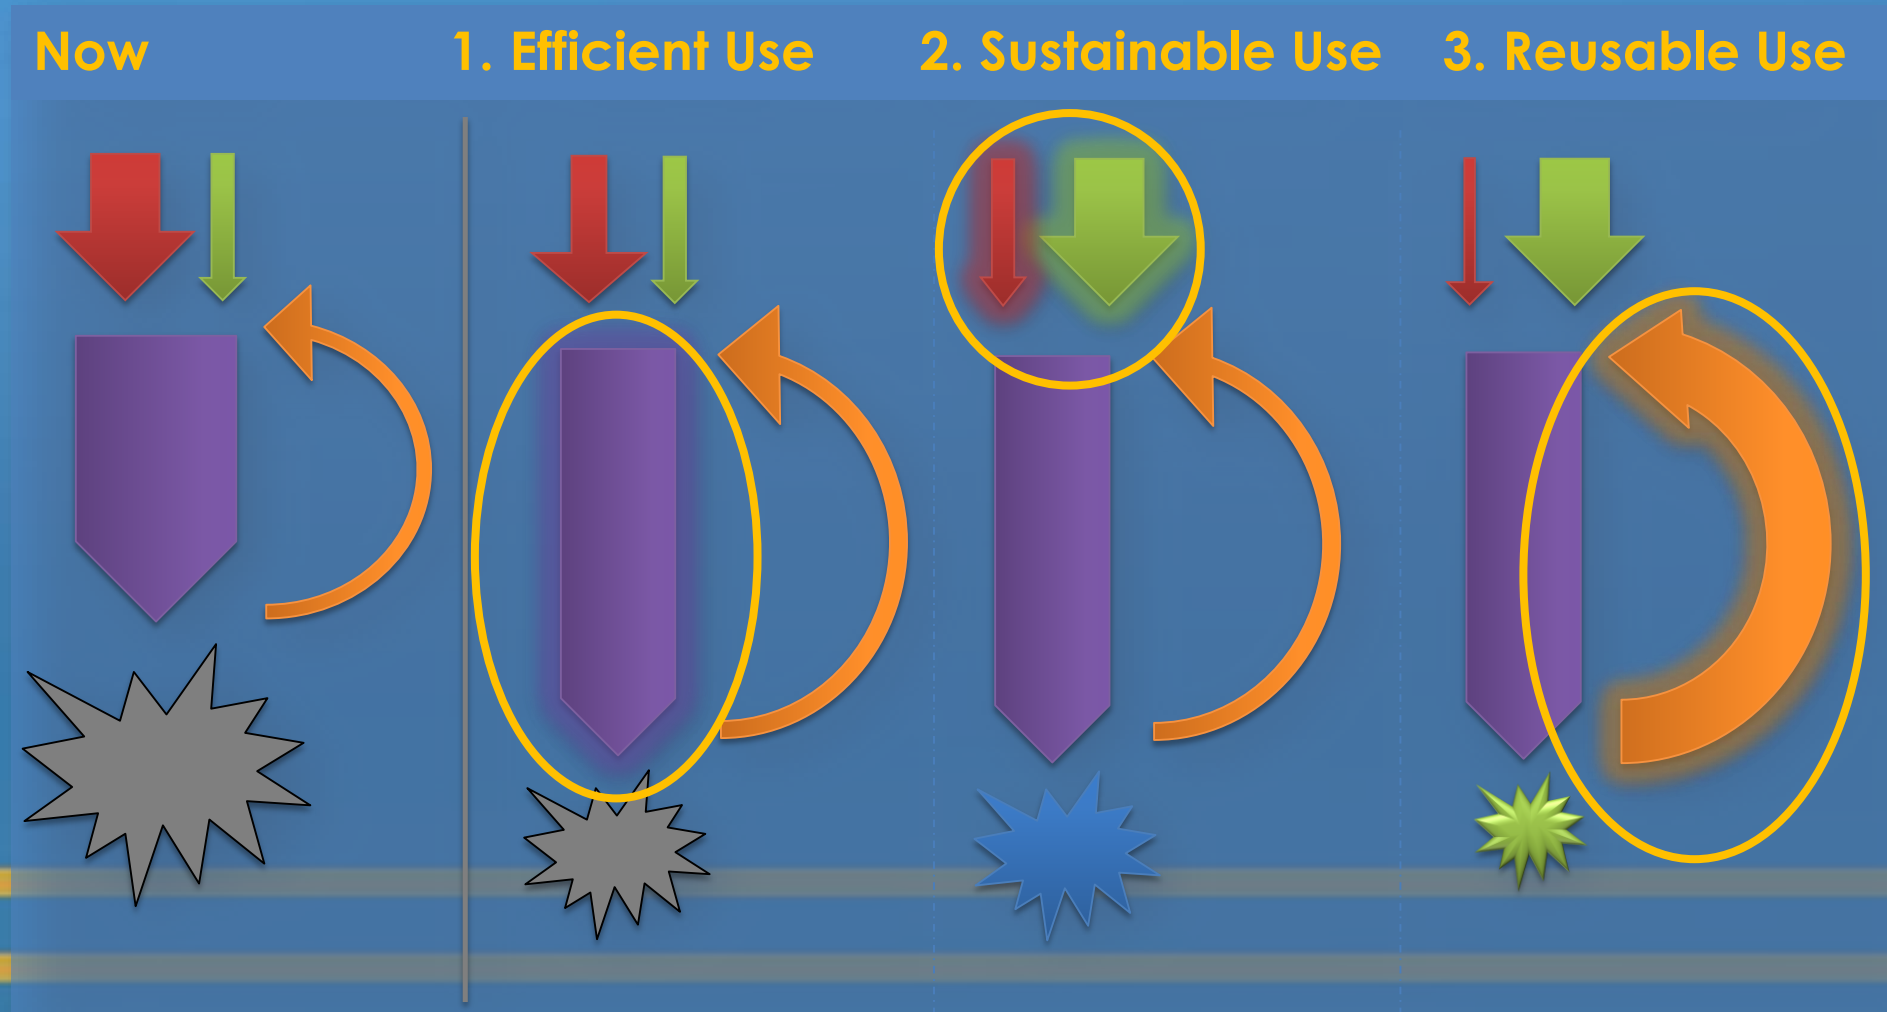 Now
1. Efficient Use
2. Sustainable Use
3. Reusable Use